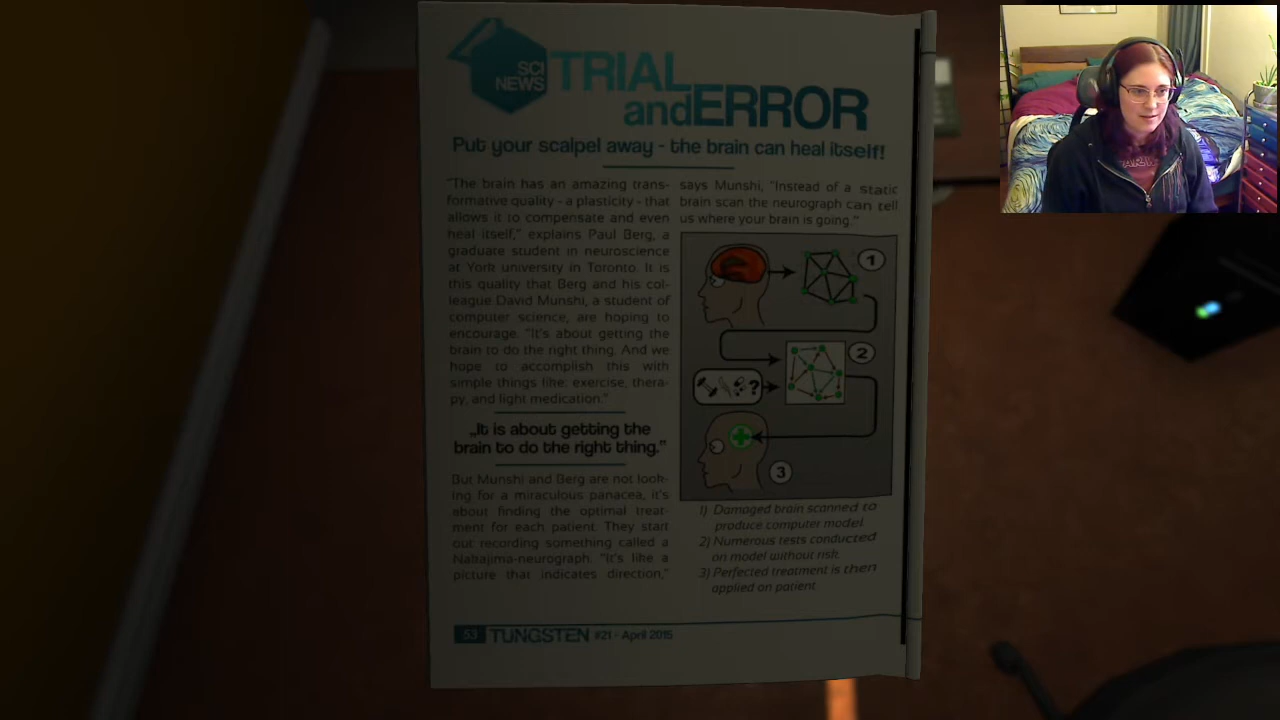 SCI
NEWS
TRIAL
and ERROR
Put your scalpel away - the brain can heal itself!
"The brain has an amazing trans-
formative quality - a plasticity - that
allows it to compensate and even
heal itself," explains Paul Berg, a
graduate student in neuroscience
at York university in Toronto. It is
this quality that Berg and his col-
league David Munshi, a student of
computer science, are hoping to
encourage. "It's about getting the
brain to do the right thing. And we
hope to accomplish this with
simple things like: exercise, thera-
py, and light medication."
„It is about getting the
brain to do the right thing."
But Munshi and Berg are not look-
ing for a miraculous panacea, it's
about finding the optimal treat-
ment for each patient. They start
out recording something called a
Nakajima-neurograph. "It's like a
picture that indicates direction,"
says Munshi, "Instead of a static
brain scan the neurograph can tell
us where your brain is going."
1
2
?
3
1) Damaged brain scanned to
produce computer model.
2) Numerous tests conducted
on model without risk.
3) Perfected treatment is then
applied on patient.
53 TUNGSTEN #21 - April 2015